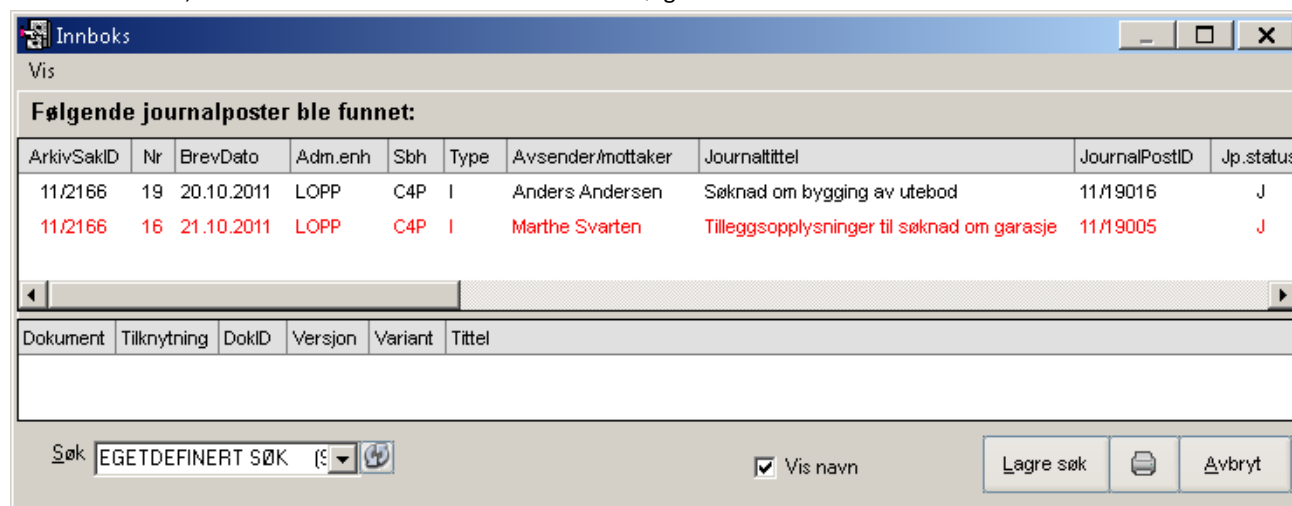 Innboks
Vis
Følgende journalposter ble funnet:
ArkivSakID Nr BrevDato Adm.enh Sbh Type Avsender/mottaker Journaltittel JournalPostID Jp.status
11/2166 19 20.10.2011 LOPP C4P I Anders Andersen Søknad om bygging av utebod 11/19016 J
11/2166 16 21.10.2011 LOPP C4P I Marthe Svarten Tilleggsopplysninger til søknad om garasje 11/19005 J
Dokument Tilknytning DokID Versjon Variant Tittel
Søk EGETDEFINERT SØK Vis navn Lagre søk Avbryt